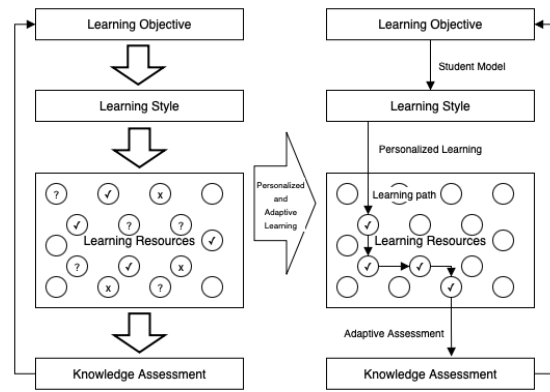 Learning Objective
Learning Style
? ✓ x
✓ ? ?
Learning Resources
✓
? ✓ x
x ?
Knowledge Assessment
Personalized
and
Adaptive
Learning
Learning Objective
Student Model
Learning Style
Personalized Learning
Learning path
✓
Learning Resources
✓ ✓
✓
Adaptive Assessment
Knowledge Assessment